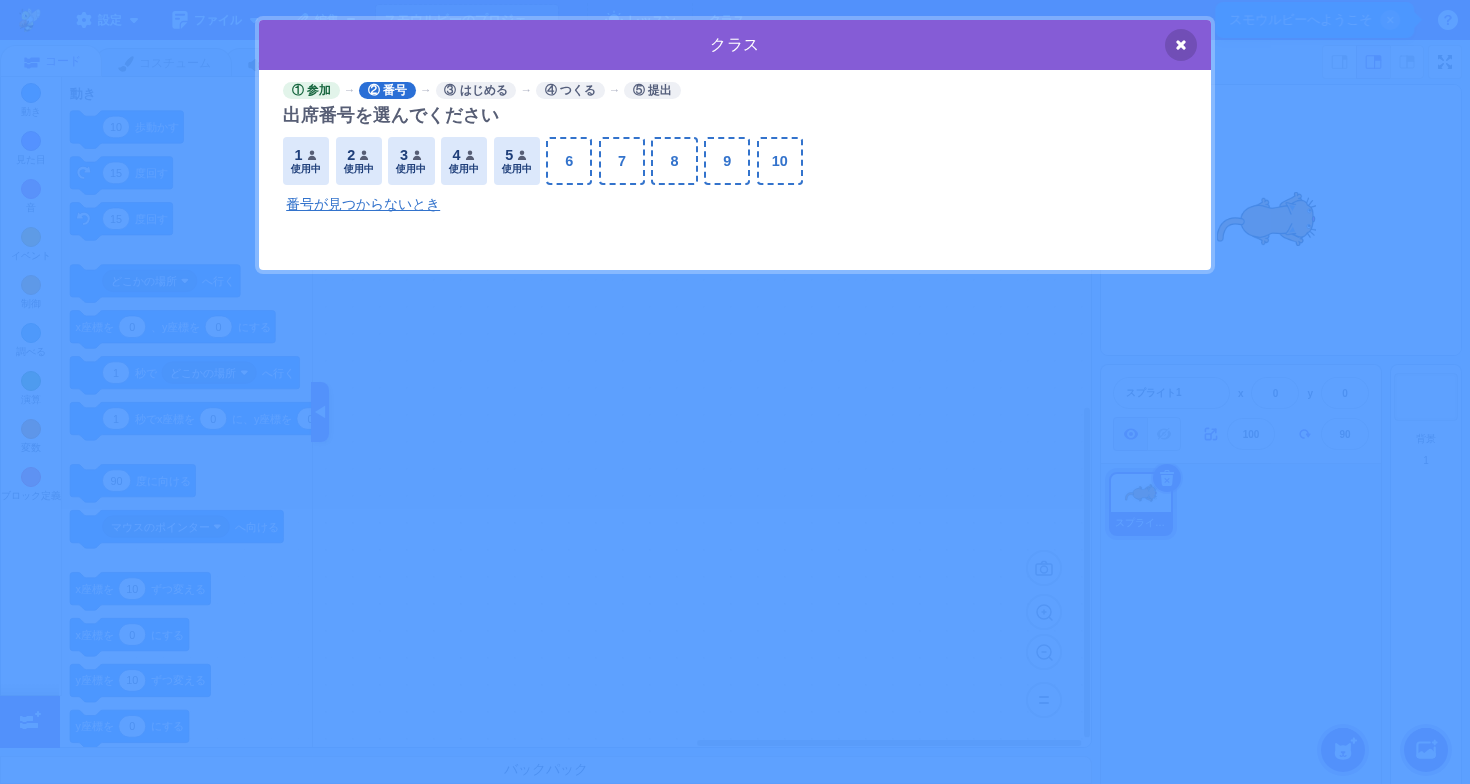 設定
ファイル
スモウルビーへようこそ
クラス
① 参加 → ② 番号 → ③ はじめる → ④ つくる → ⑤ 提出
出席番号を選んでください
1 使用中
2 使用中
3 使用中
4 使用中
5 使用中
6
7
8
9
10
番号が見つからないとき
コード
コスチューム
動き
動き
見た目
音
イベント
制御
調べる
演算
変数
ブロック定義
10 歩動かす
15 度回す
15 度回す
どこかの場所 へ行く
x座標を 0 、y座標を 0 にする
1 秒で どこかの場所 へ行く
1 秒でx座標を 0 に、y座標を
90 度に向ける
マウスのポインター へ向ける
x座標を 10 ずつ変える
x座標を 0 にする
y座標を 10 ずつ変える
y座標を 0 にする
スプライト1 x 0 y 0
100 90
スプライ...
背景
1
バックパック